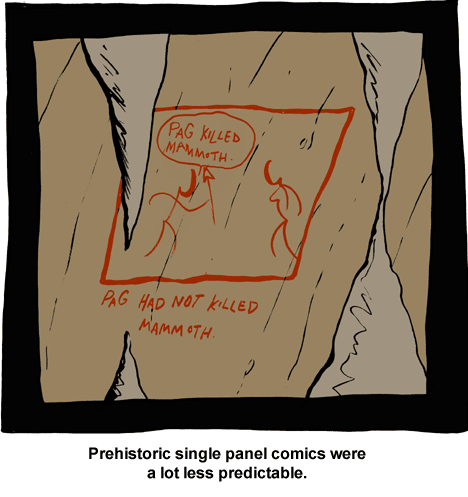 PAG KILLED
MAMMOTH.
PAG HAD NOT KILLED
MAMMOTH.
Prehistoric single panel comics were
a lot less predictable.